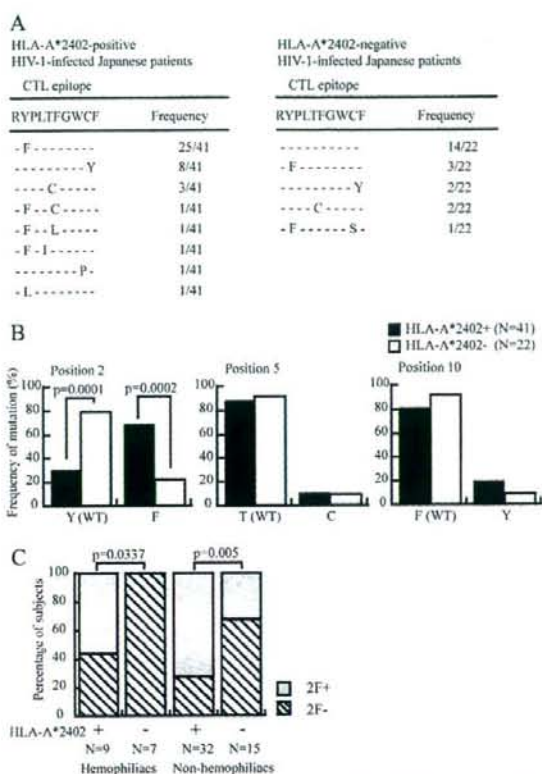 A
HLA-A*2402-positive
HIV-1-infected Japanese patients
CTL epitope
RYPLTFGWCF Frequency
-F-------- 25/41
---------Y 8/41
----C----- 3/41
-F--C----- 1/41
-F--L----- 1/41
-F-I------ 1/41
--------P- 1/41
-L-------- 1/41
HLA-A*2402-negative
HIV-1-infected Japanese patients
CTL epitope
RYPLTFGWCF Frequency
---------- 14/22
-F-------- 3/22
---------Y 2/22
----C----- 2/22
-F------S- 1/22
B
HLA-A*2402+ (N=41)
HLA-A*2402- (N=22)
Frequency of mutation (%)
Position 2
p=0.0001 p=0.0002
100
80
60
40
20
Y (WT) F
Position 5
100
80
60
40
20
T (WT) C
Position 10
100
80
60
40
20
F (WT) Y
C
p=0.0337 p=0.005
Percentage of subjects
100
80
60
40
20
0
2F+
2F-
HLA-A*2402 + - + -
N=9 N=7 N=32 N=15
Hemophiliacs Non-hemophiliacs